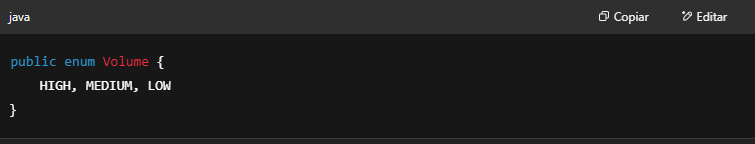 java Copiar Editar
public enum Volume {
    HIGH, MEDIUM, LOW
}